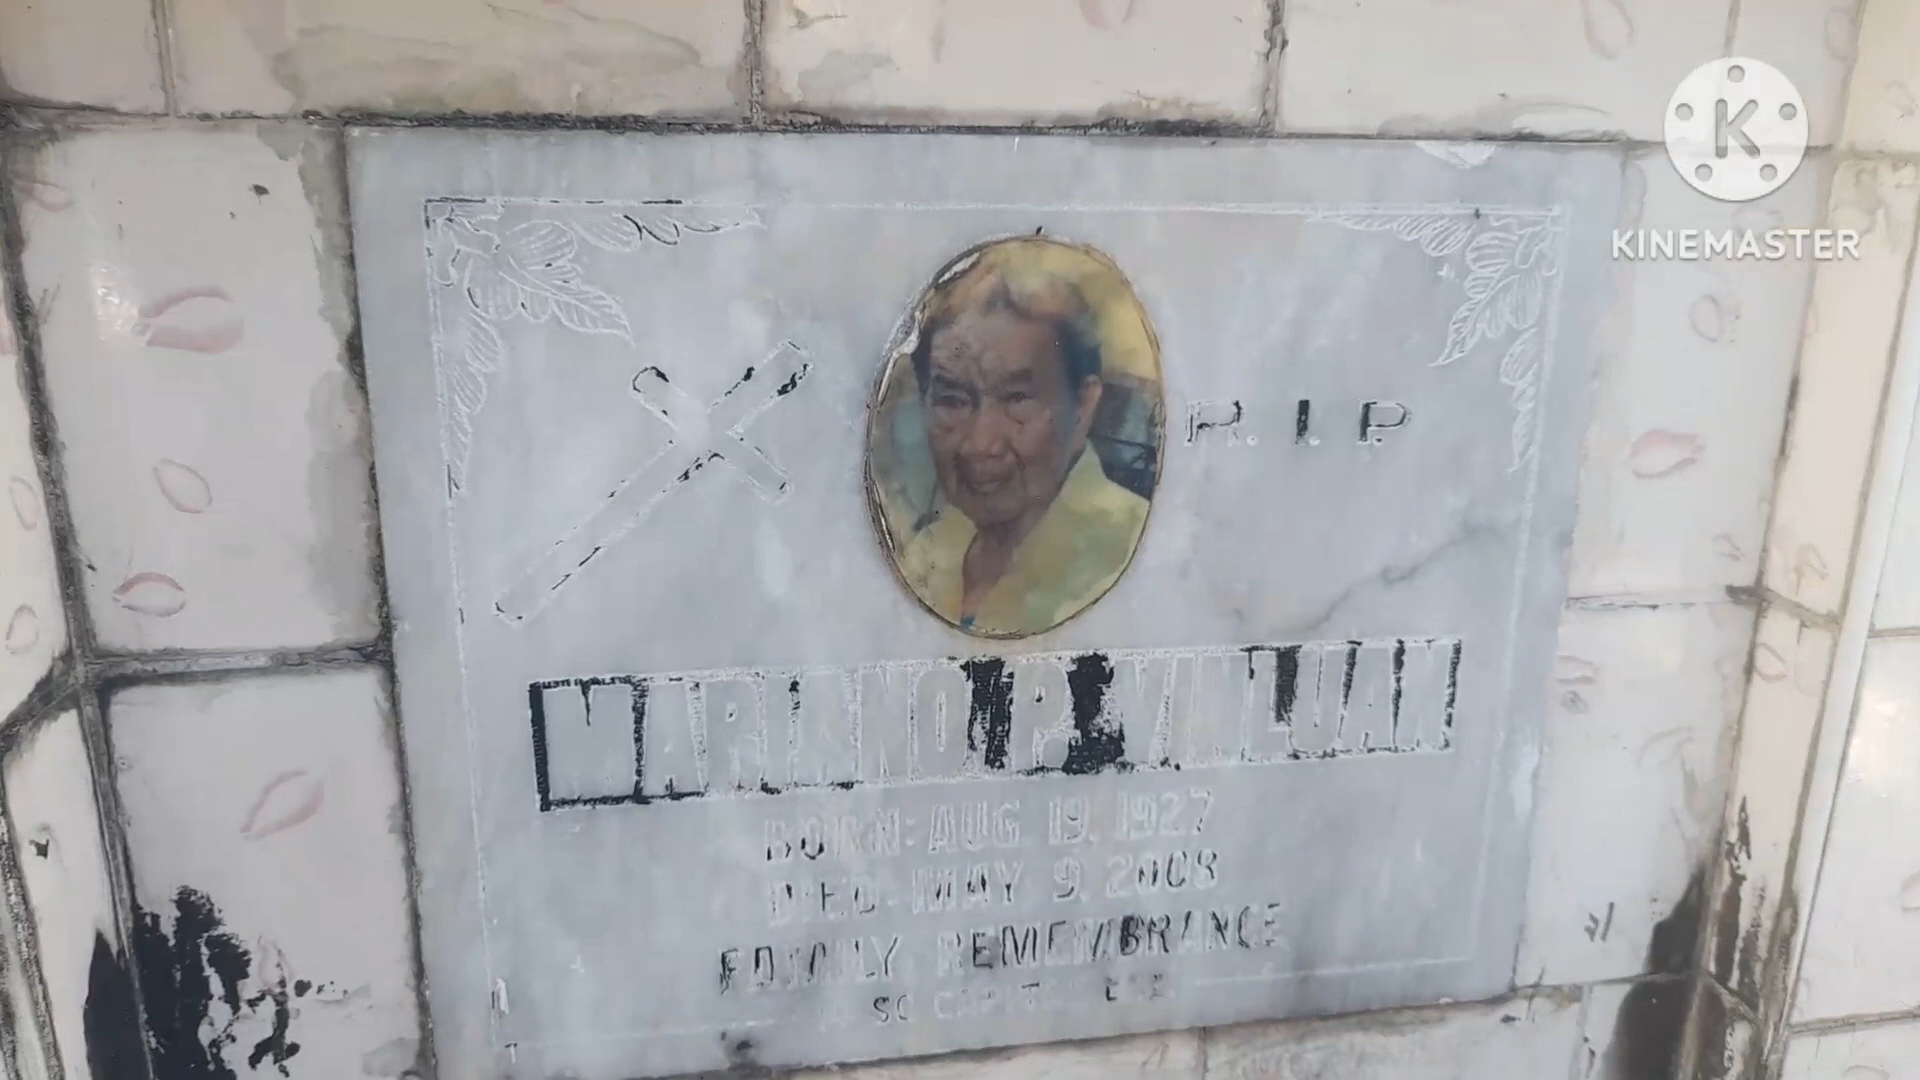 KINEMASTER
R.I.P.
MARIANO P. VINLUAN
BORN: AUG. 19, 1927
DIED: MAY 9, 2008
FAMILY REMEMBRANCE